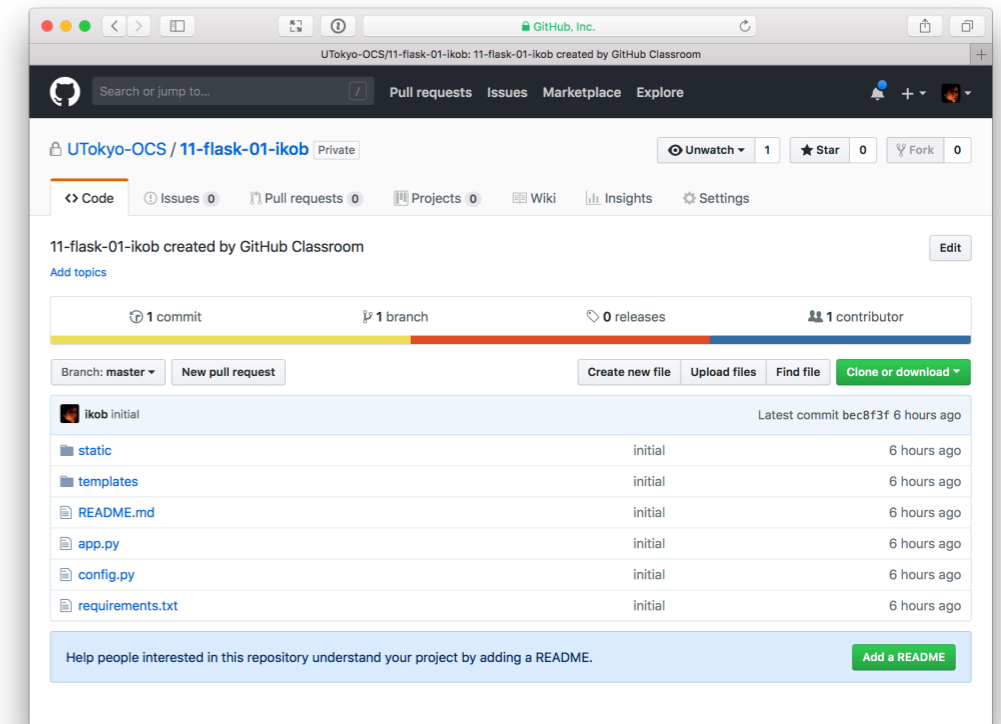 GitHub, Inc.
UTokyo-OCS/11-flask-01-ikob: 11-flask-01-ikob created by GitHub Classroom
Search or jump to... / Pull requests Issues Marketplace Explore
UTokyo-OCS / 11-flask-01-ikob Private Unwatch 1 Star 0 Fork 0
Code Issues 0 Pull requests 0 Projects 0 Wiki Insights Settings
11-flask-01-ikob created by GitHub Classroom Edit
Add topics
1 commit 1 branch 0 releases 1 contributor
Branch: master New pull request Create new file Upload files Find file Clone or download
ikob initial Latest commit bec8f3f 6 hours ago
static initial 6 hours ago
templates initial 6 hours ago
README.md initial 6 hours ago
app.py initial 6 hours ago
config.py initial 6 hours ago
requirements.txt initial 6 hours ago
Help people interested in this repository understand your project by adding a README. Add a README